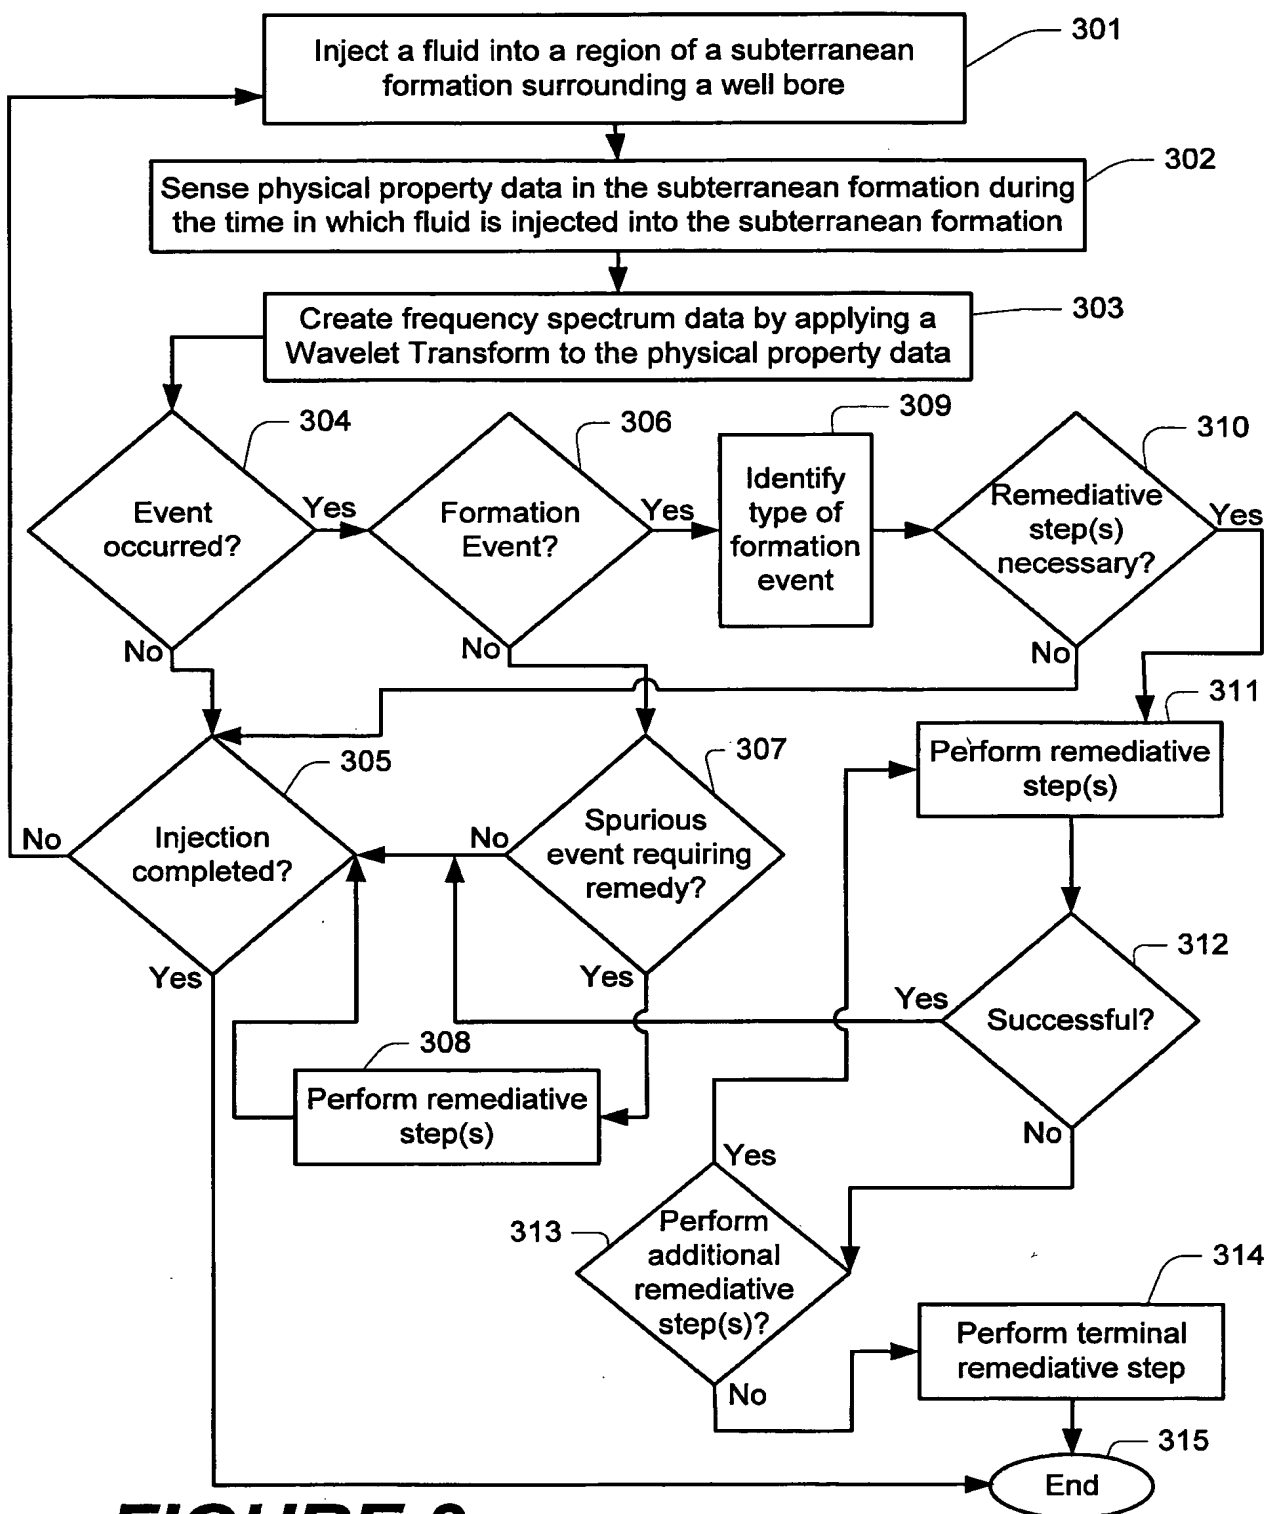 Inject a fluid into a region of a subterranean
formation surrounding a well bore
301
Sense physical property data in the subterranean formation during
the time in which fluid is injected into the subterranean formation
302
Create frequency spectrum data by applying a
Wavelet Transform to the physical property data
303
304
Event
occurred?
Yes
No
306
Formation
Event?
Yes
No
309
Identify
type of
formation
event
310
Remediative
step(s)
necessary?
Yes
No
305
Injection
completed?
No
Yes
307
Spurious
event requiring
remedy?
No
Yes
311
Perform remediative
step(s)
308
Perform remediative
step(s)
312
Successful?
Yes
No
313
Perform
additional
remediative
step(s)?
Yes
No
314
Perform terminal
remediative step
315
End
FIGURE